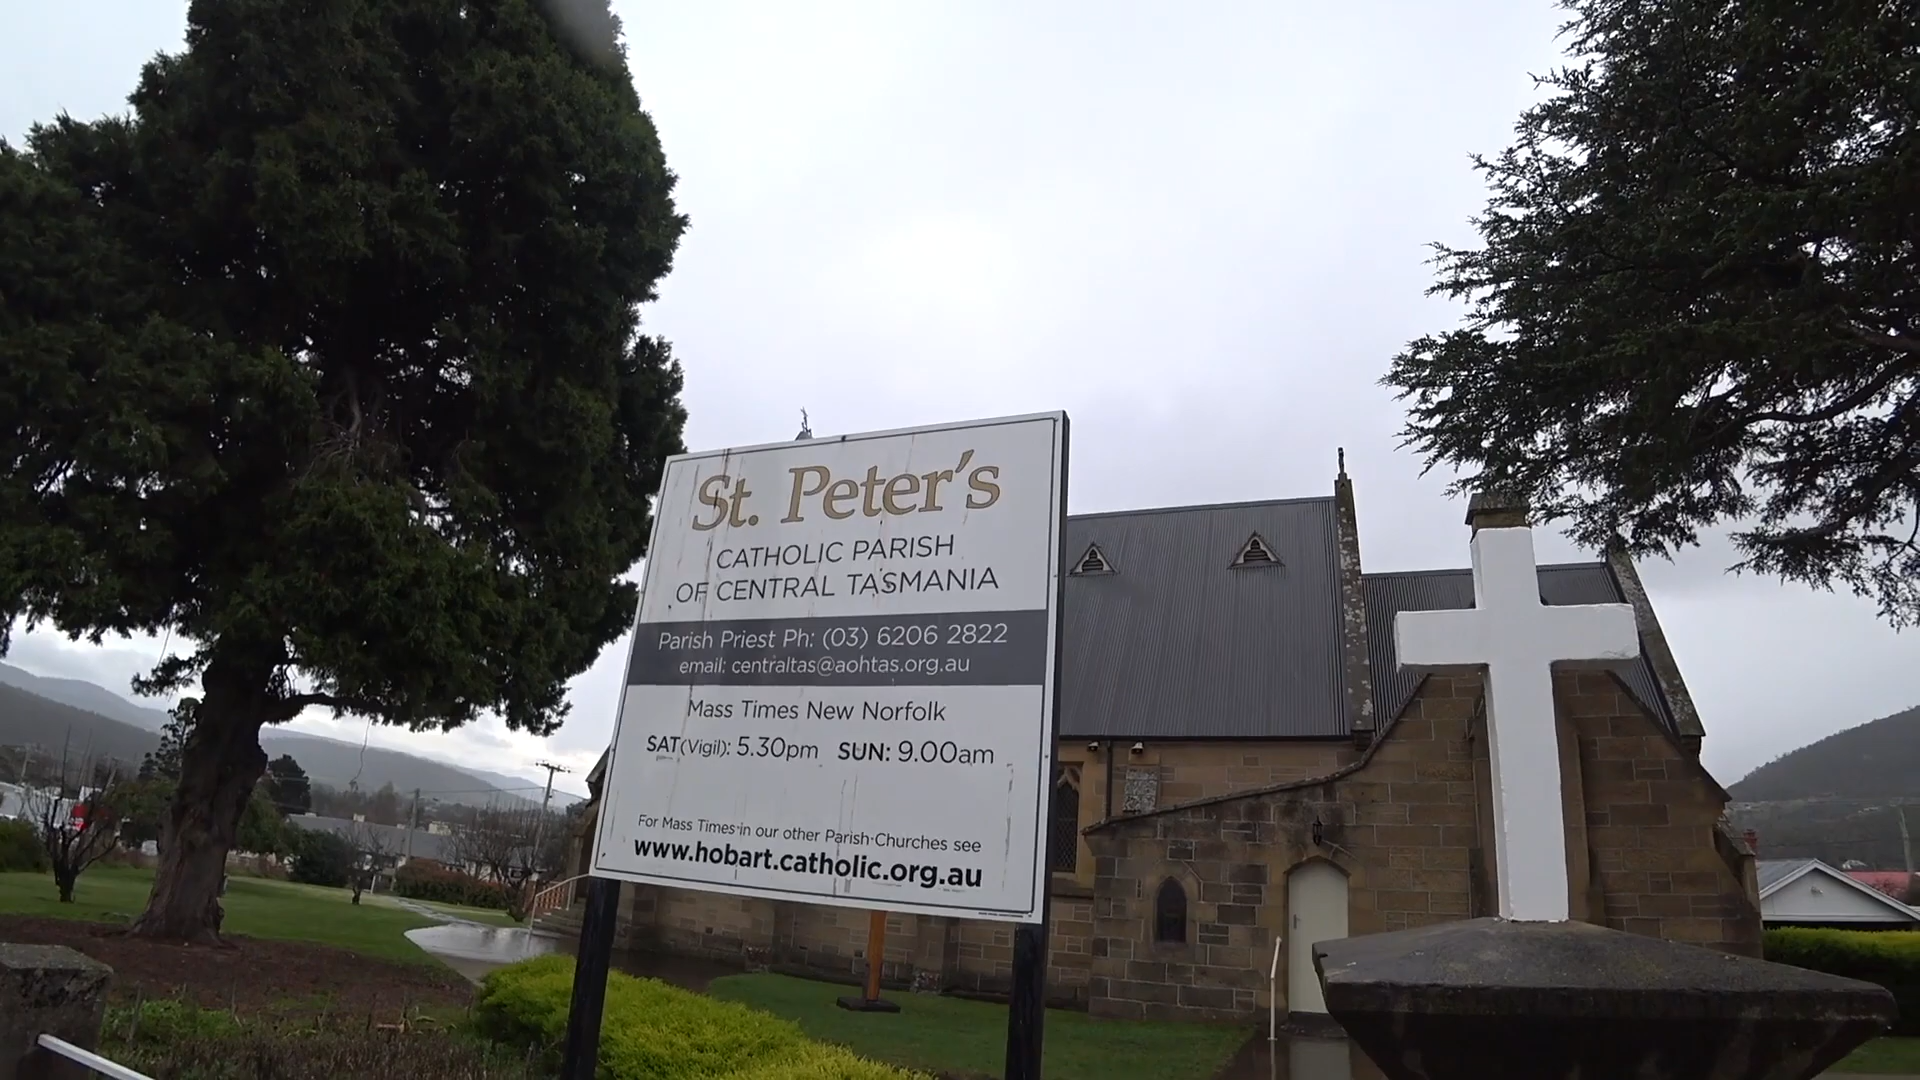 St. Peter's
CATHOLIC PARISH
OF CENTRAL TASMANIA
Parish Priest Ph: (03) 6206 2822
email: centraltas@aohtas.org.au
Mass Times New Norfolk
SAT(Vigil): 5.30pm SUN: 9.00am
For Mass Times in our other Parish Churches see
www.hobart.catholic.org.au